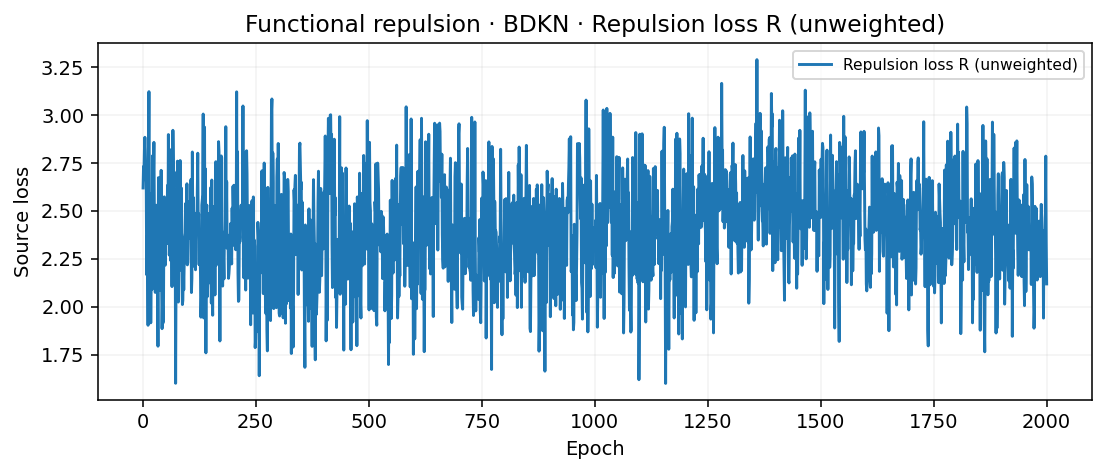 Functional repulsion · BDKN · Repulsion loss R (unweighted)
Repulsion loss R (unweighted)
Source loss
3.25
3.00
2.75
2.50
2.25
2.00
1.75
0 250 500 750 1000 1250 1500 1750 2000
Epoch